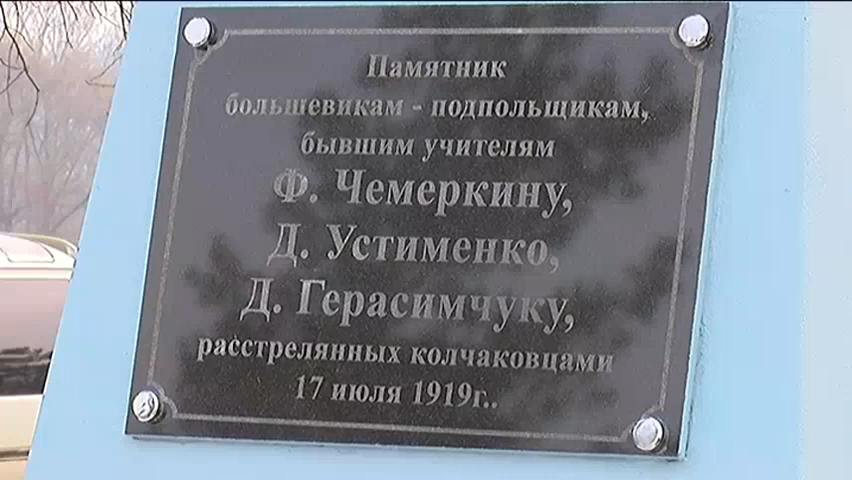 Памятник
большевикам - подпольщикам,
бывшим учителям
Ф. Чемеркину,
Д. Устименко,
Д. Герасимчуку,
расстрелянных колчаковцами
17 июля 1919г..